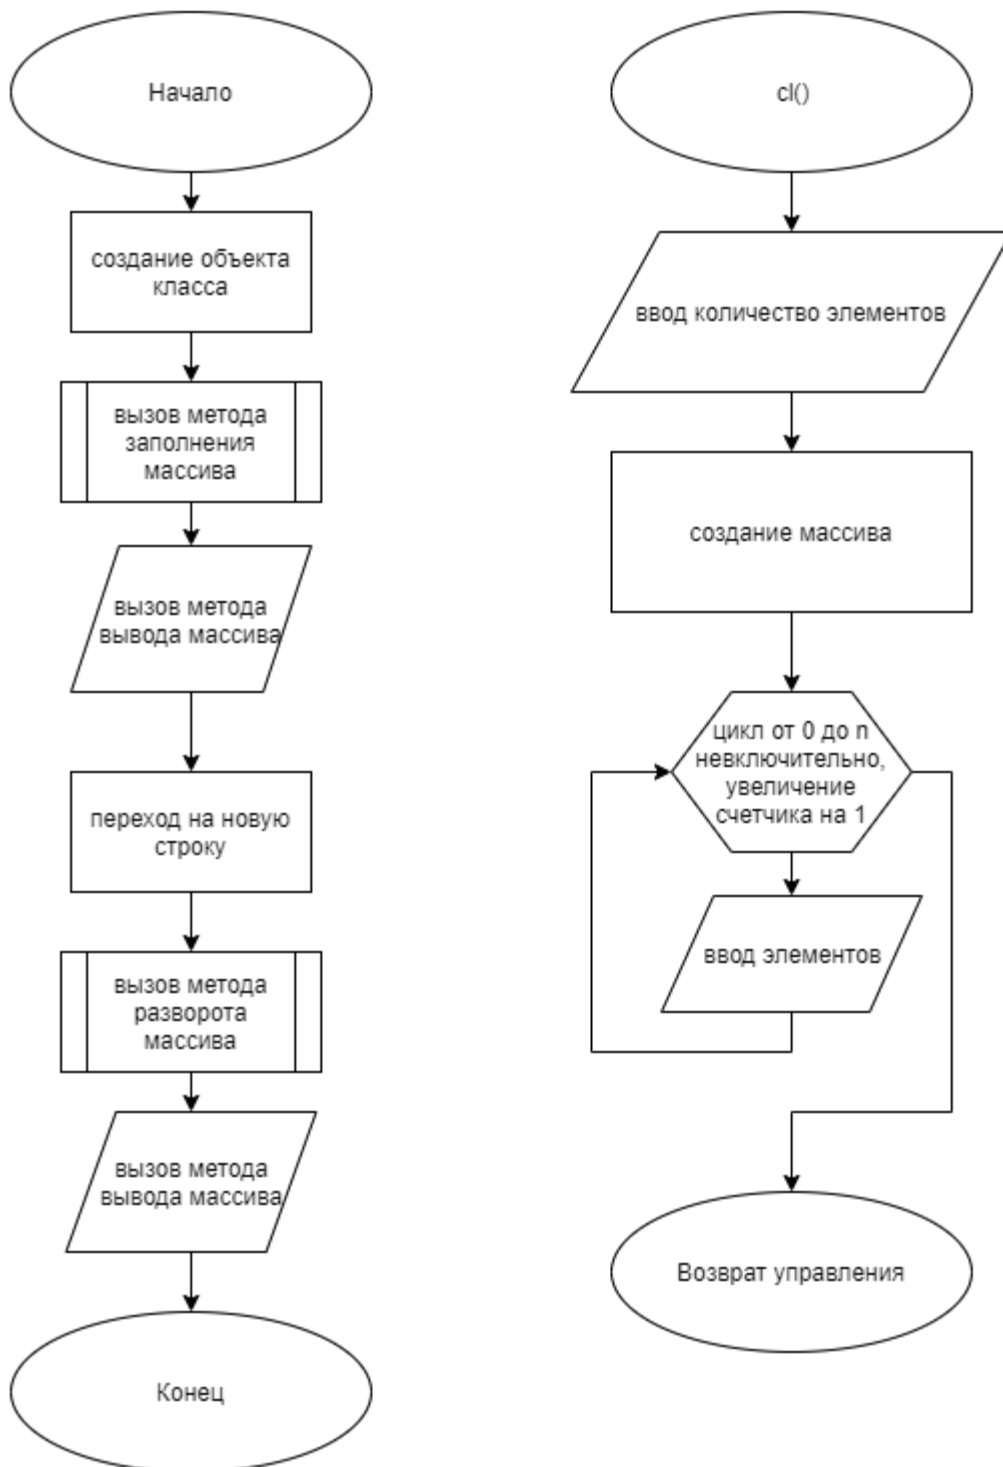 Начало
создание объекта
класса
вызов метода
заполнения
массива
вызов метода
вывода массива
переход на новую
строку
вызов метода
разворота
массива
вызов метода
вывода массива
Конец
cl()
ввод количество элементов
создание массива
цикл от 0 до n
невключительно,
увеличение
счетчика на 1
ввод элементов
Возврат управления